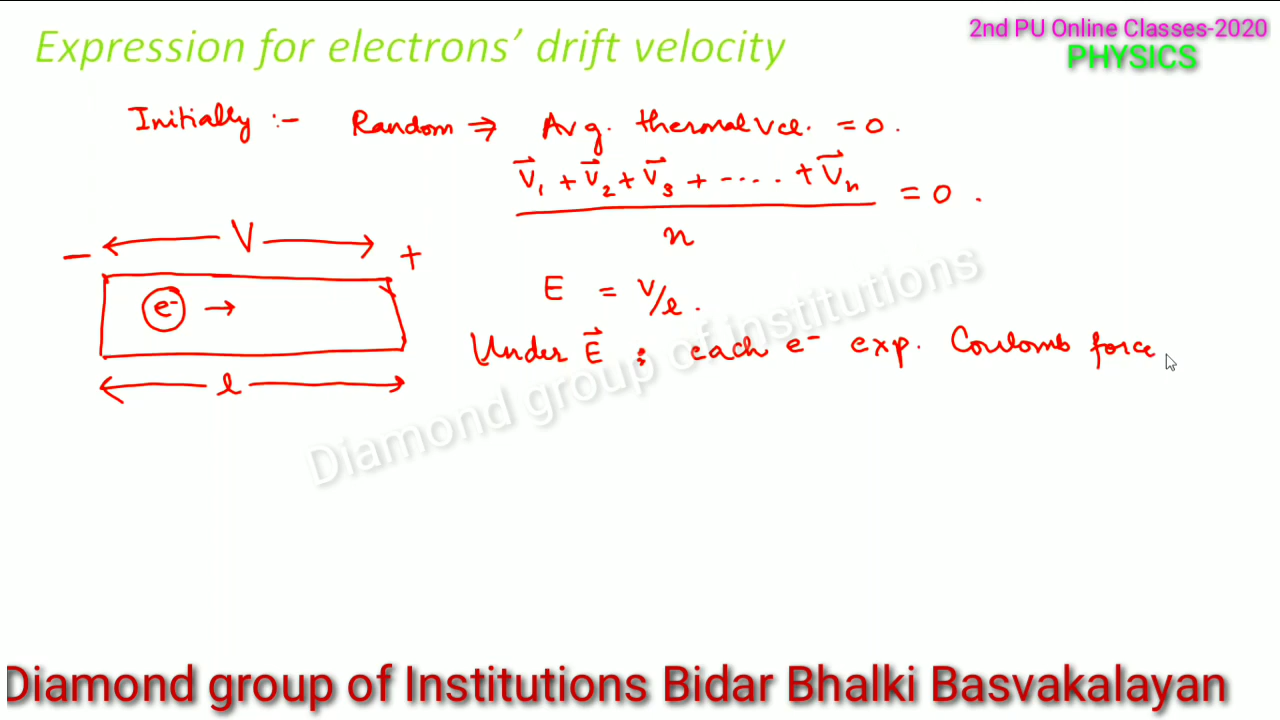 Expression for electrons' drift velocity
2nd PU Online Classes-2020
PHYSICS
Initially :- Random ⇒ Avg. thermal vel. = 0.
V⃗₁ + V⃗₂ + V⃗₃ + ..... + V⃗ₙ
= 0 .
n
− V +
e⁻ →
l
E = V/l .
Under E⃗ : each e⁻ exp. Coulomb force
Diamond group of institutions
Diamond group of Institutions Bidar Bhalki Basvakalayan